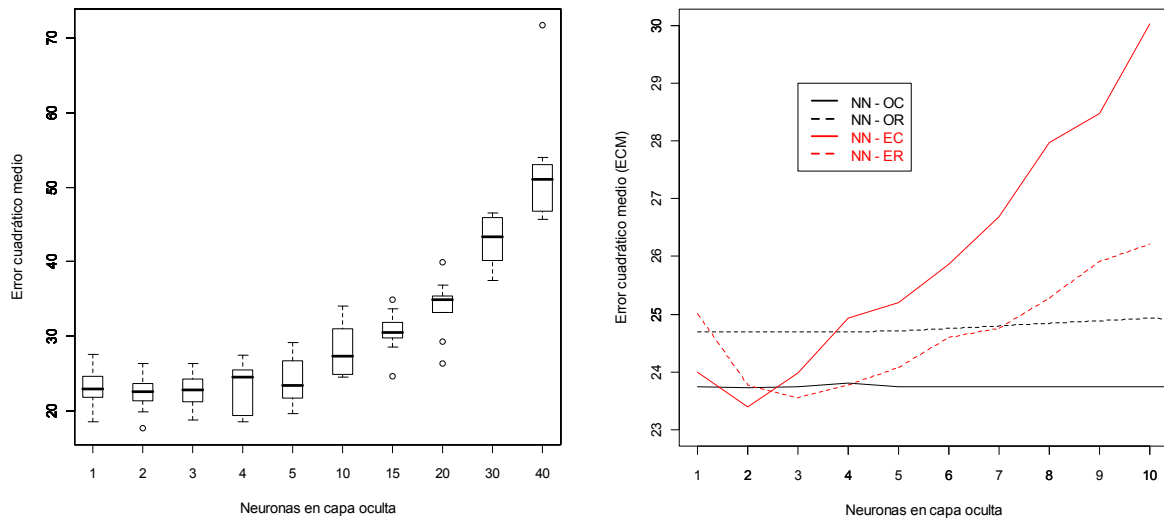 Error cuadrático medio
70
60
50
40
30
20
1 2 3 4 5 10 15 20 30 40
Neuronas en capa oculta
Error cuadrático medio (ECM)
30
29
28
27
26
25
24
23
NN - OC
NN - OR
NN - EC
NN - ER
1 2 3 4 5 6 7 8 9 10
Neuronas en capa oculta